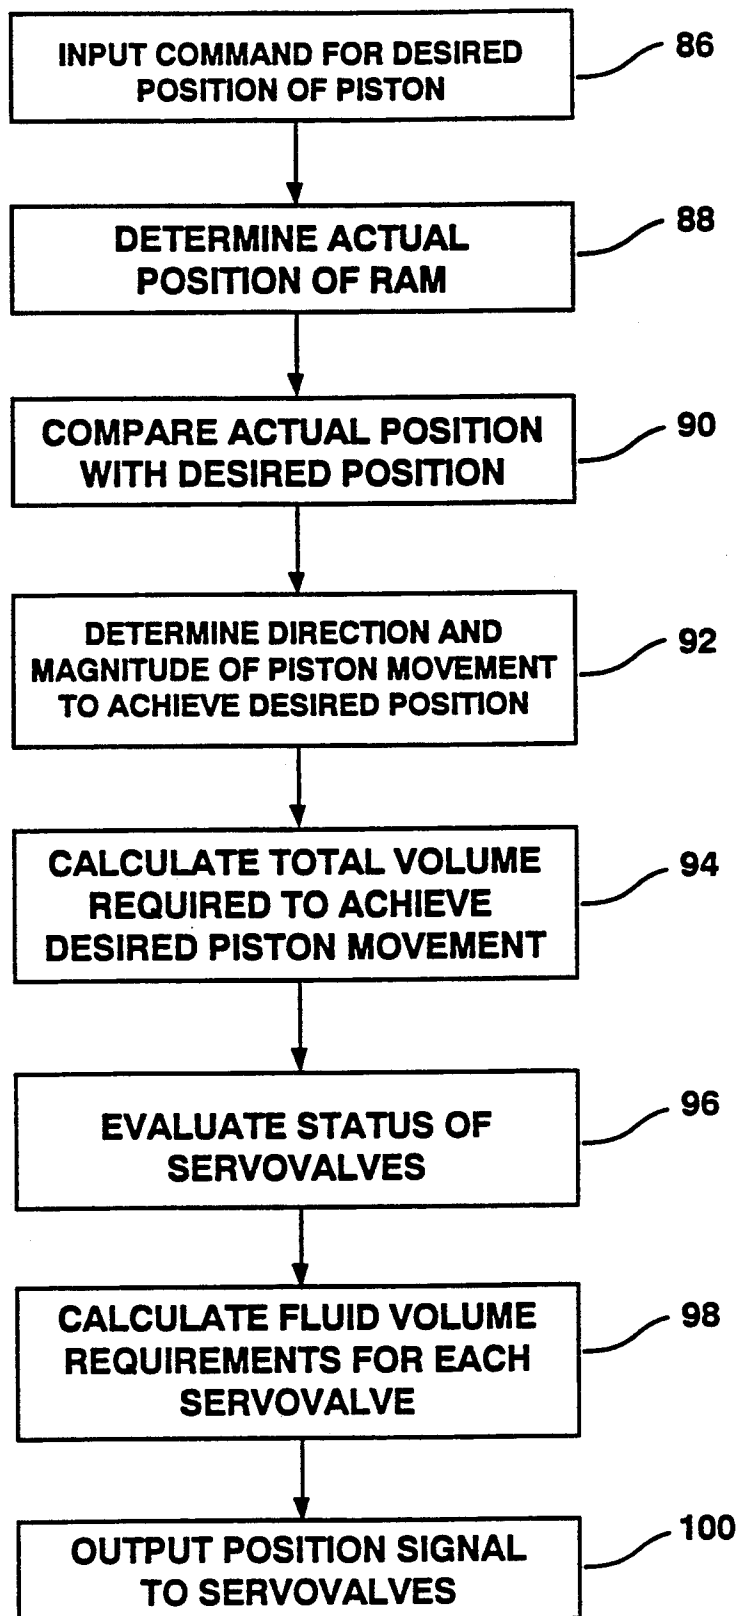 INPUT COMMAND FOR DESIRED
POSITION OF PISTON
86
DETERMINE ACTUAL
POSITION OF RAM
88
COMPARE ACTUAL POSITION
WITH DESIRED POSITION
90
DETERMINE DIRECTION AND
MAGNITUDE OF PISTON MOVEMENT
TO ACHIEVE DESIRED POSITION
92
CALCULATE TOTAL VOLUME
REQUIRED TO ACHIEVE
DESIRED PISTON MOVEMENT
94
EVALUATE STATUS OF
SERVOVALVES
96
CALCULATE FLUID VOLUME
REQUIREMENTS FOR EACH
SERVOVALVE
98
OUTPUT POSITION SIGNAL
TO SERVOVALVES
100